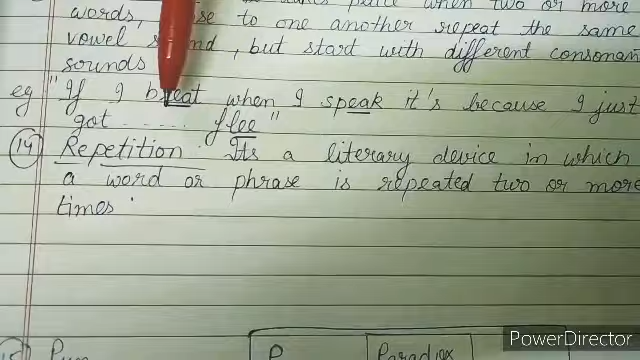 words, to one another repeat the same
vowel sound, but start with different consonan
sounds
eg "If I bleat when I speak it's because I just
got ...... flee"
14 Repetition. Its a literary device in which
a word or phrase is repeated two or more
times.
Paradox
PowerDirector